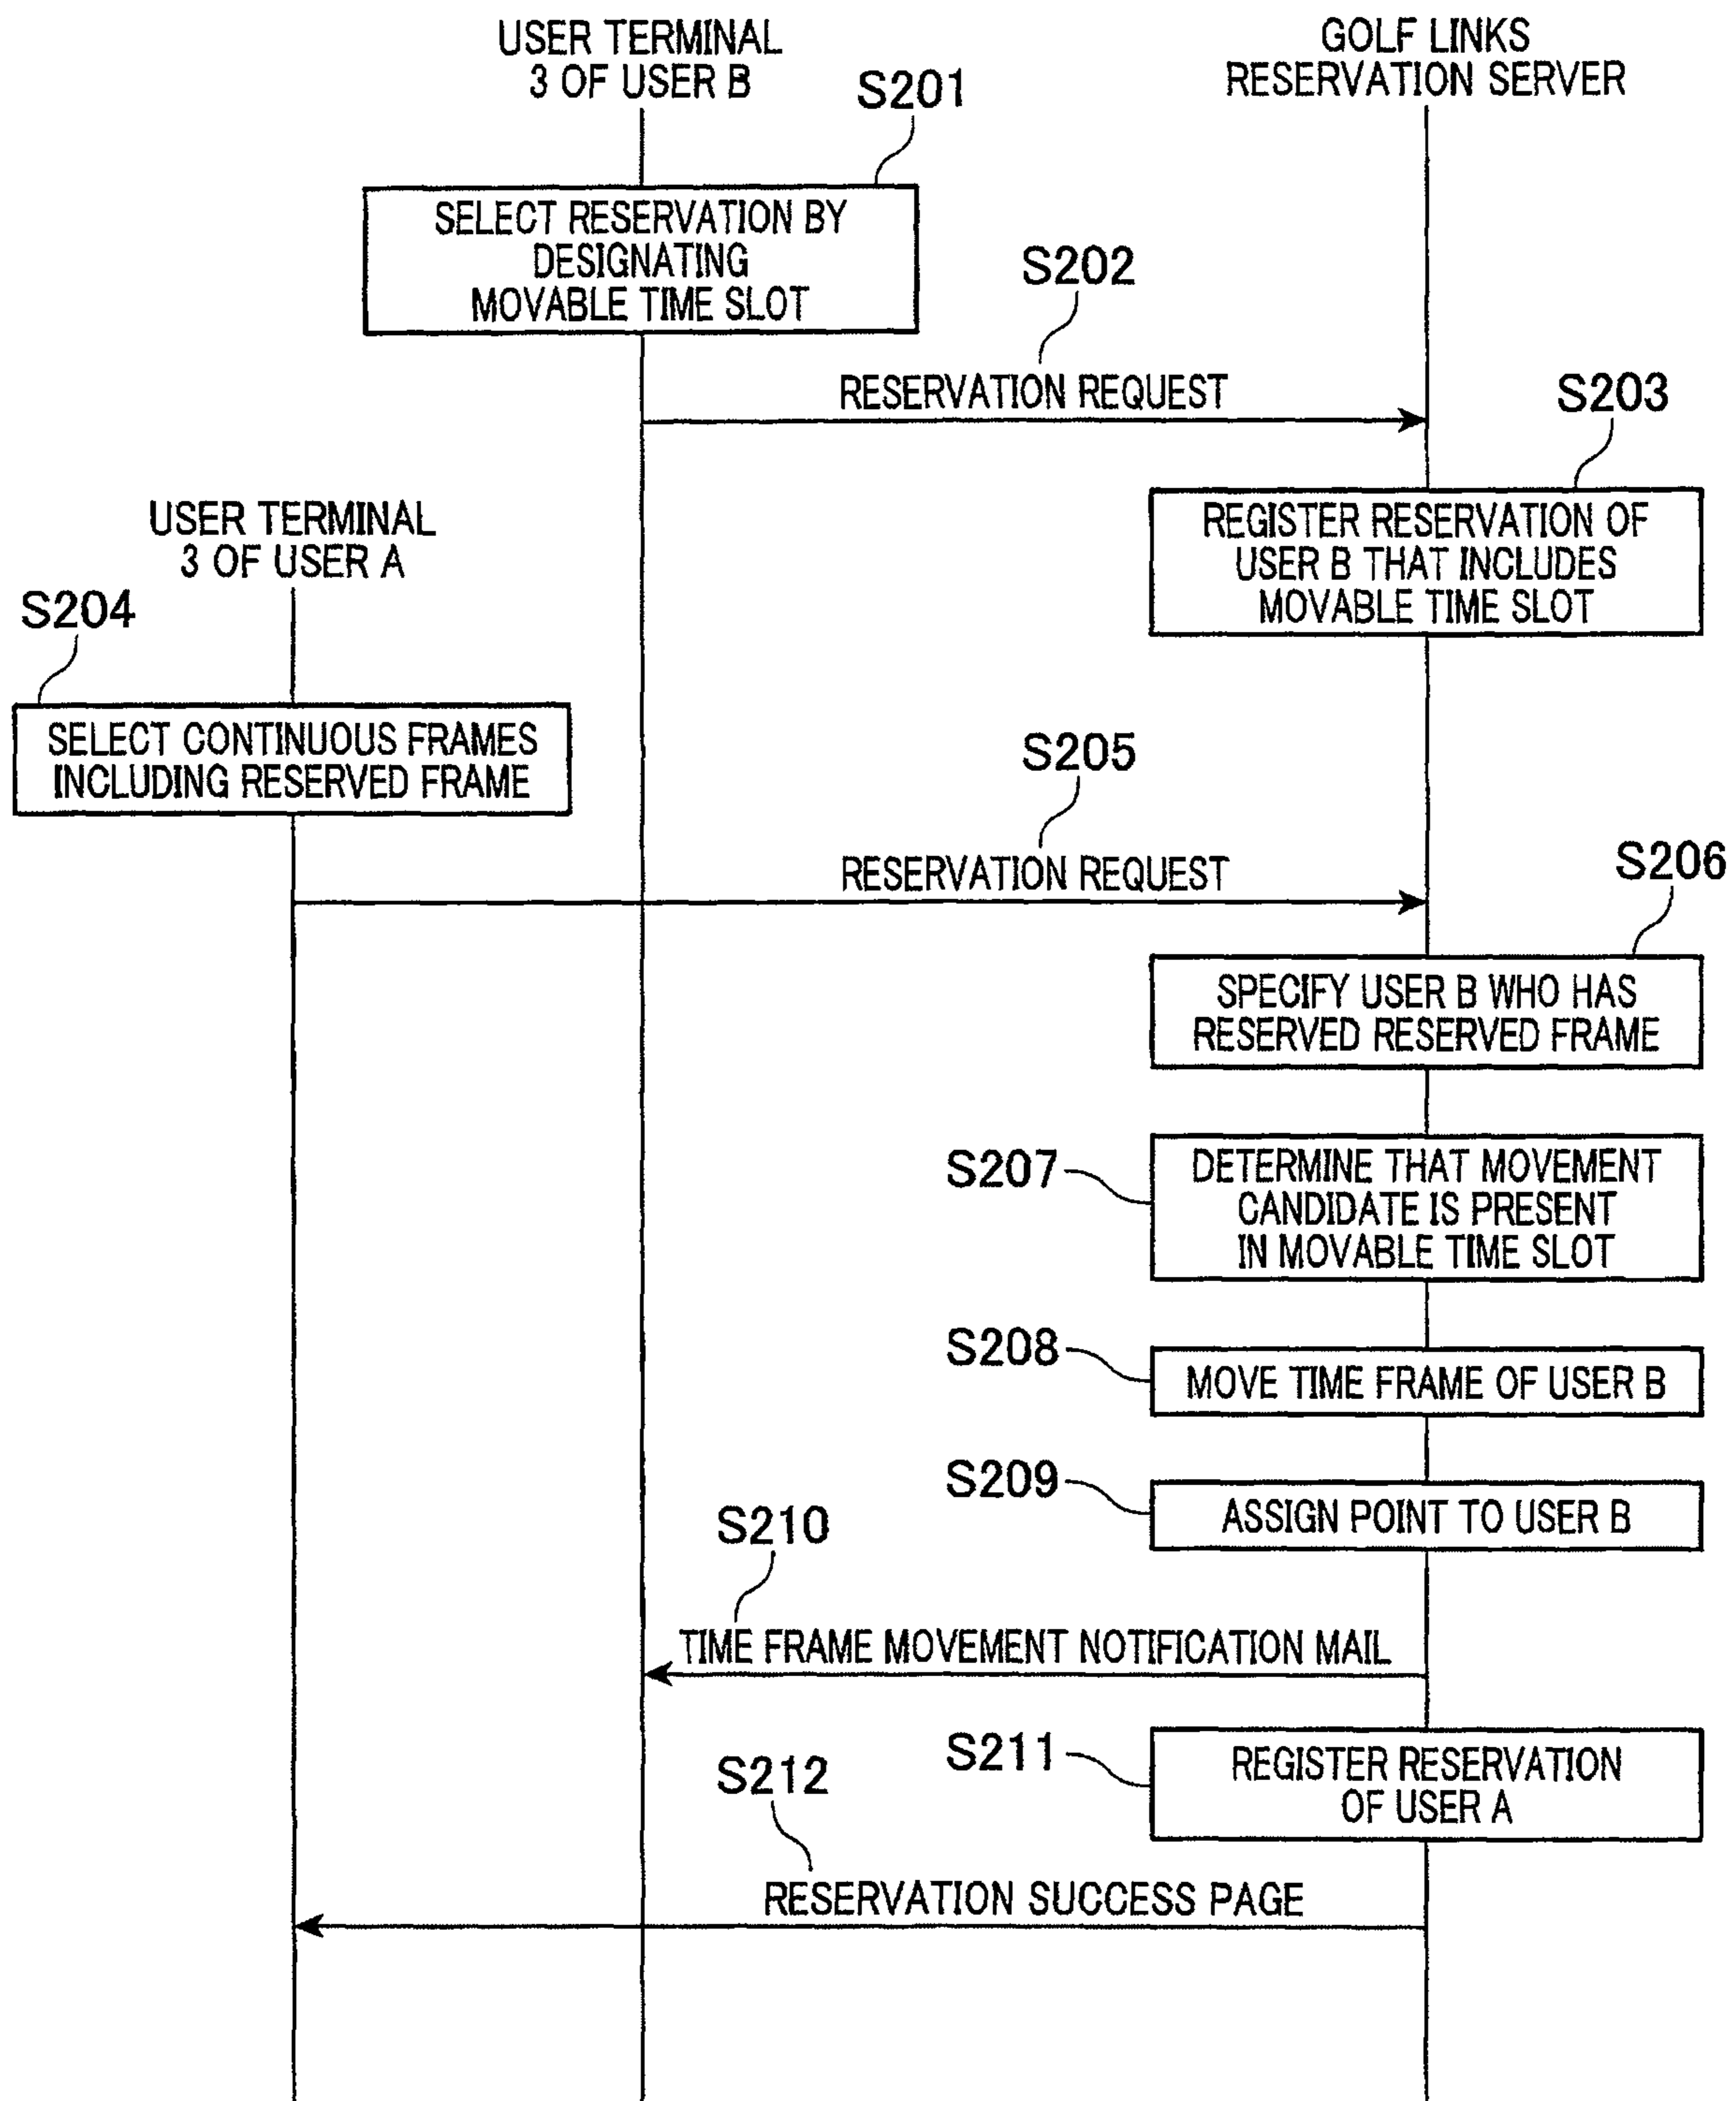 USER TERMINAL
3 OF USER B
GOLF LINKS
RESERVATION SERVER
S201
SELECT RESERVATION BY
DESIGNATING
MOVABLE TIME SLOT
S202
RESERVATION REQUEST
S203
REGISTER RESERVATION OF
USER B THAT INCLUDES
MOVABLE TIME SLOT
USER TERMINAL
3 OF USER A
S204
SELECT CONTINUOUS FRAMES
INCLUDING RESERVED FRAME
S205
RESERVATION REQUEST
S206
SPECIFY USER B WHO HAS
RESERVED RESERVED FRAME
S207
DETERMINE THAT MOVEMENT
CANDIDATE IS PRESENT
IN MOVABLE TIME SLOT
S208
MOVE TIME FRAME OF USER B
S209
ASSIGN POINT TO USER B
S210
TIME FRAME MOVEMENT NOTIFICATION MAIL
S211
REGISTER RESERVATION
OF USER A
S212
RESERVATION SUCCESS PAGE